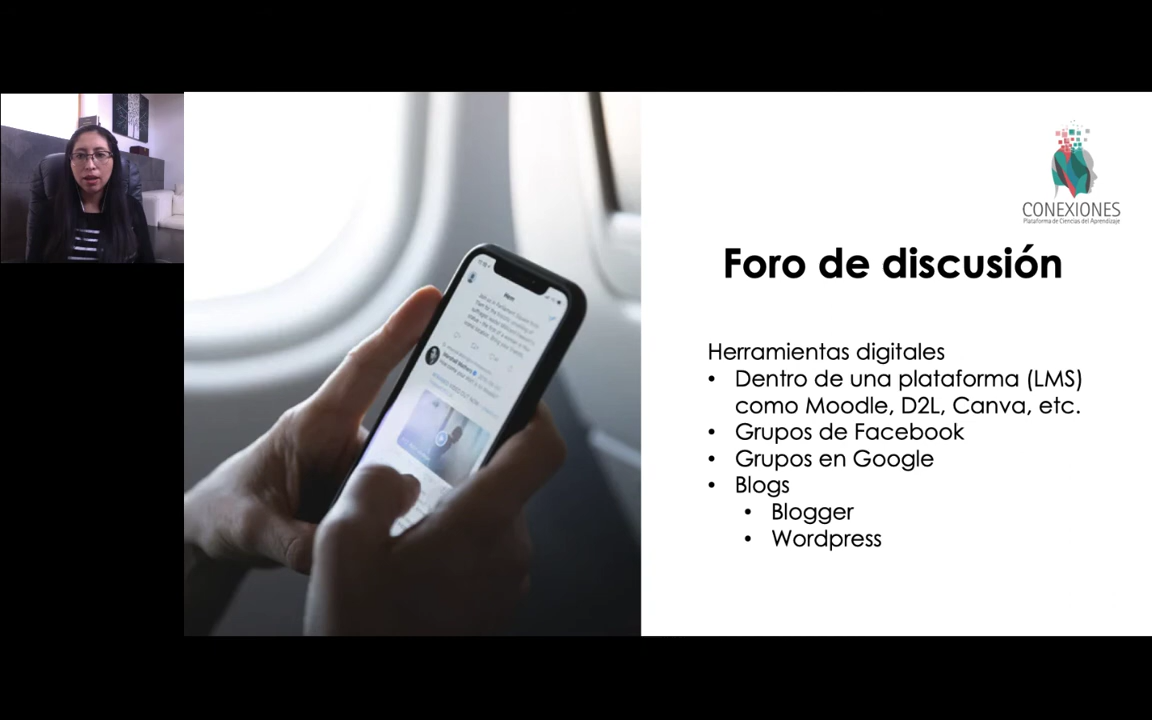 CONEXIONES
Plataforma de Ciencias del Aprendizaje
Foro de discusión
Herramientas digitales
• Dentro de una plataforma (LMS)
como Moodle, D2L, Canva, etc.
• Grupos de Facebook
• Grupos en Google
• Blogs
• Blogger
• Wordpress